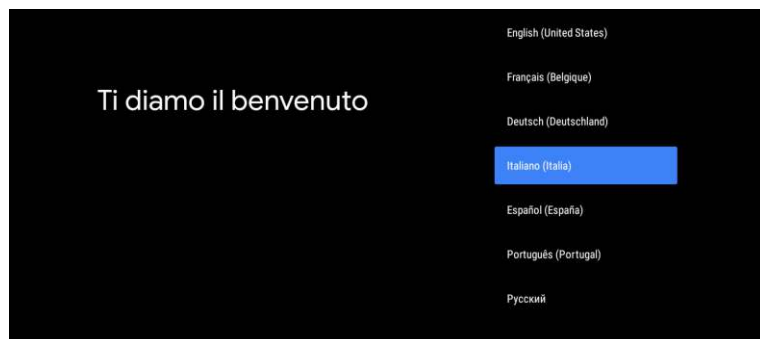 Ti diamo il benvenuto
English (United States)
Français (Belgique)
Deutsch (Deutschland)
Italiano (Italia)
Español (España)
Português (Portugal)
Русский